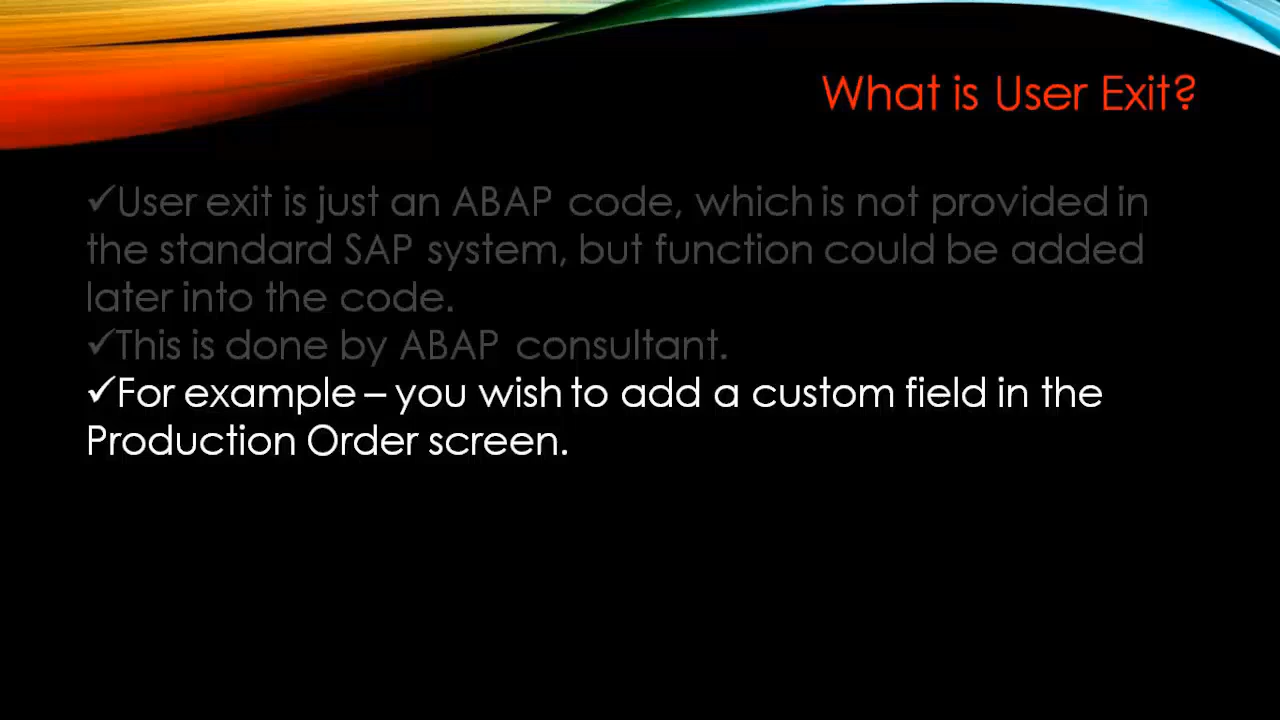 What is User Exit?
✓User exit is just an ABAP code, which is not provided in
the standard SAP system, but function could be added
later into the code.
✓This is done by ABAP consultant.
✓For example – you wish to add a custom field in the
Production Order screen.